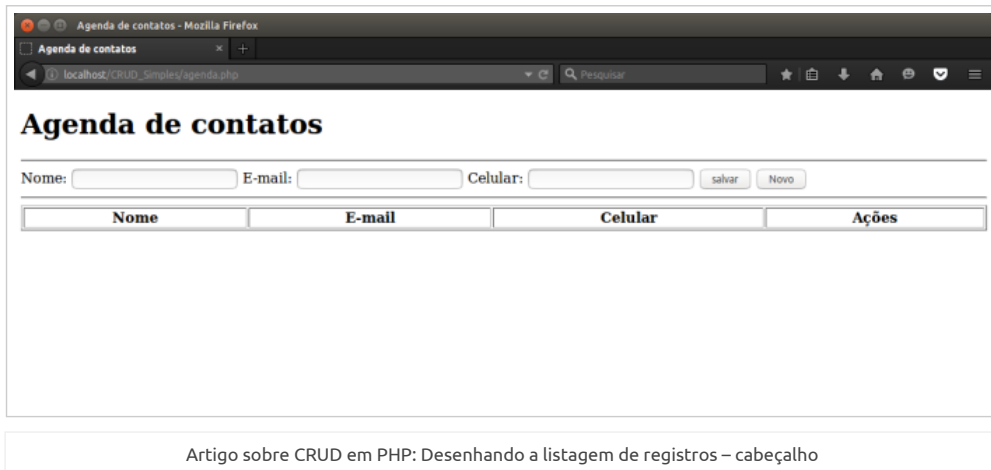 Agenda de contatos - Mozilla Firefox
Agenda de contatos × +
localhost/CRUD_Simples/agenda.php Pesquisar
Agenda de contatos
Nome: E-mail: Celular: salvar Novo
Nome E-mail Celular Ações
Artigo sobre CRUD em PHP: Desenhando a listagem de registros – cabeçalho